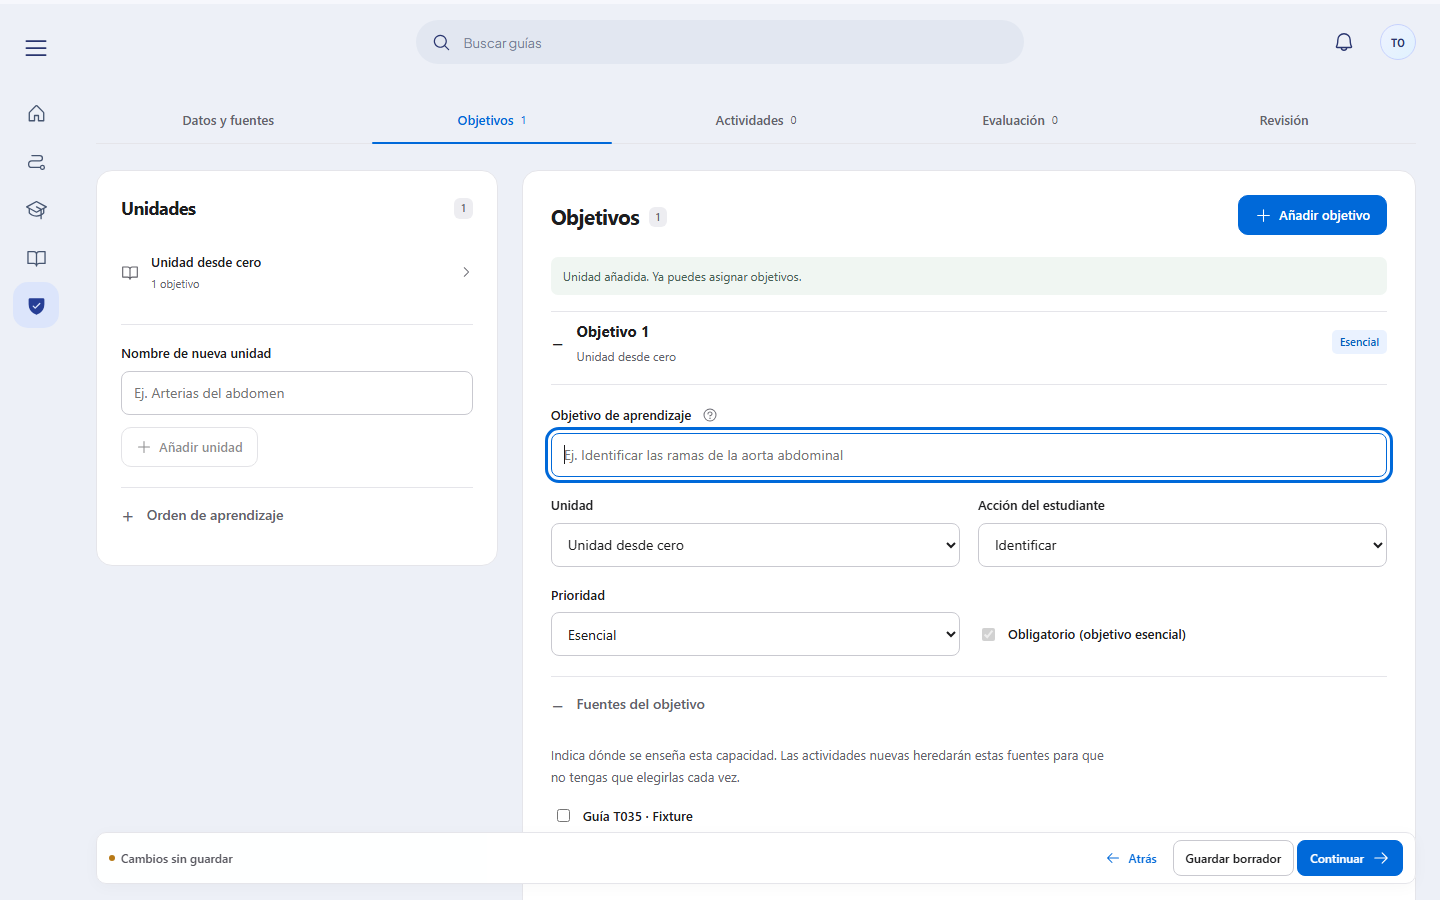 Buscar guías
TO
Datos y fuentes
Objetivos 1
Actividades 0
Evaluación 0
Revisión
Unidades
1
Unidad desde cero
1 objetivo
Nombre de nueva unidad
Ej. Arterias del abdomen
Añadir unidad
Orden de aprendizaje
Objetivos 1
Añadir objetivo
Unidad añadida. Ya puedes asignar objetivos.
Objetivo 1
Unidad desde cero
Esencial
Objetivo de aprendizaje
Ej. Identificar las ramas de la aorta abdominal
Unidad
Acción del estudiante
Unidad desde cero
Identificar
Prioridad
Esencial
Obligatorio (objetivo esencial)
Fuentes del objetivo
Indica dónde se enseña esta capacidad. Las actividades nuevas heredarán estas fuentes para que
no tengas que elegirlas cada vez.
Guía T035 · Fixture
Cambios sin guardar
Atrás
Guardar borrador
Continuar